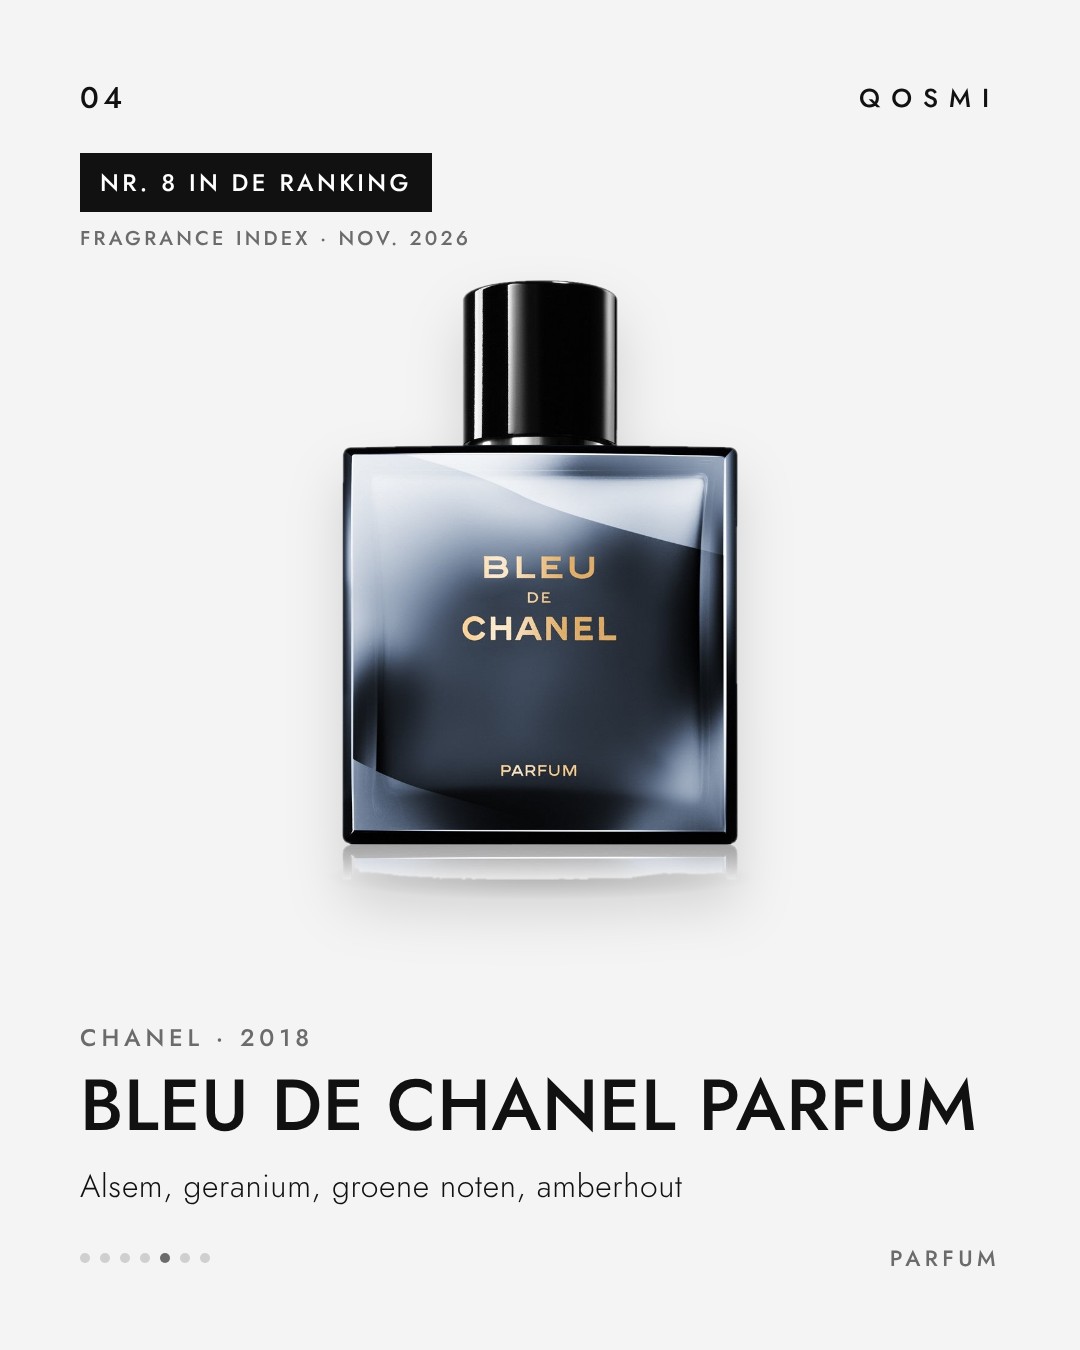 04
QOSMI
NR. 8 IN DE RANKING
FRAGRANCE INDEX · NOV. 2026
BLEU
DE
CHANEL
PARFUM
CHANEL · 2018
BLEU DE CHANEL PARFUM
Alsem, geranium, groene noten, amberhout
PARFUM